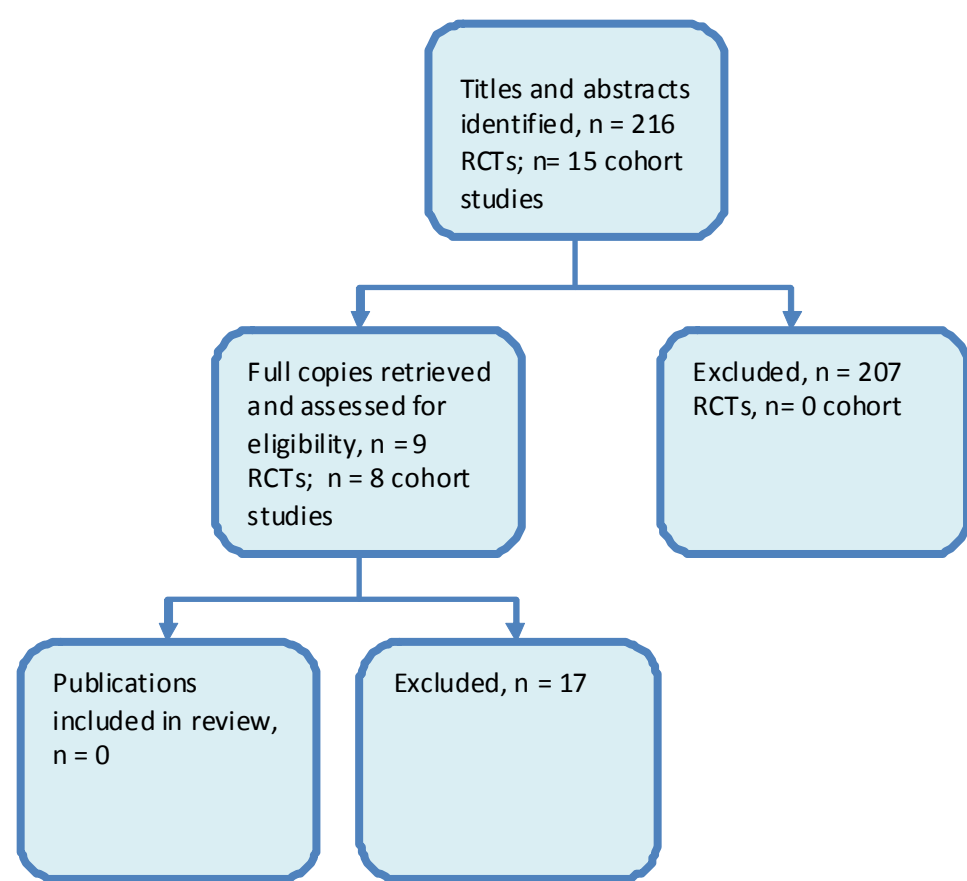 Titles and abstracts
identified, n = 216
RCTs; n= 15 cohort
studies
Full copies retrieved
and assessed for
eligibility, n = 9
RCTs;  n = 8 cohort
studies
Excluded, n = 207
RCTs, n= 0 cohort
Publications
included in review,
n = 0
Excluded, n = 17